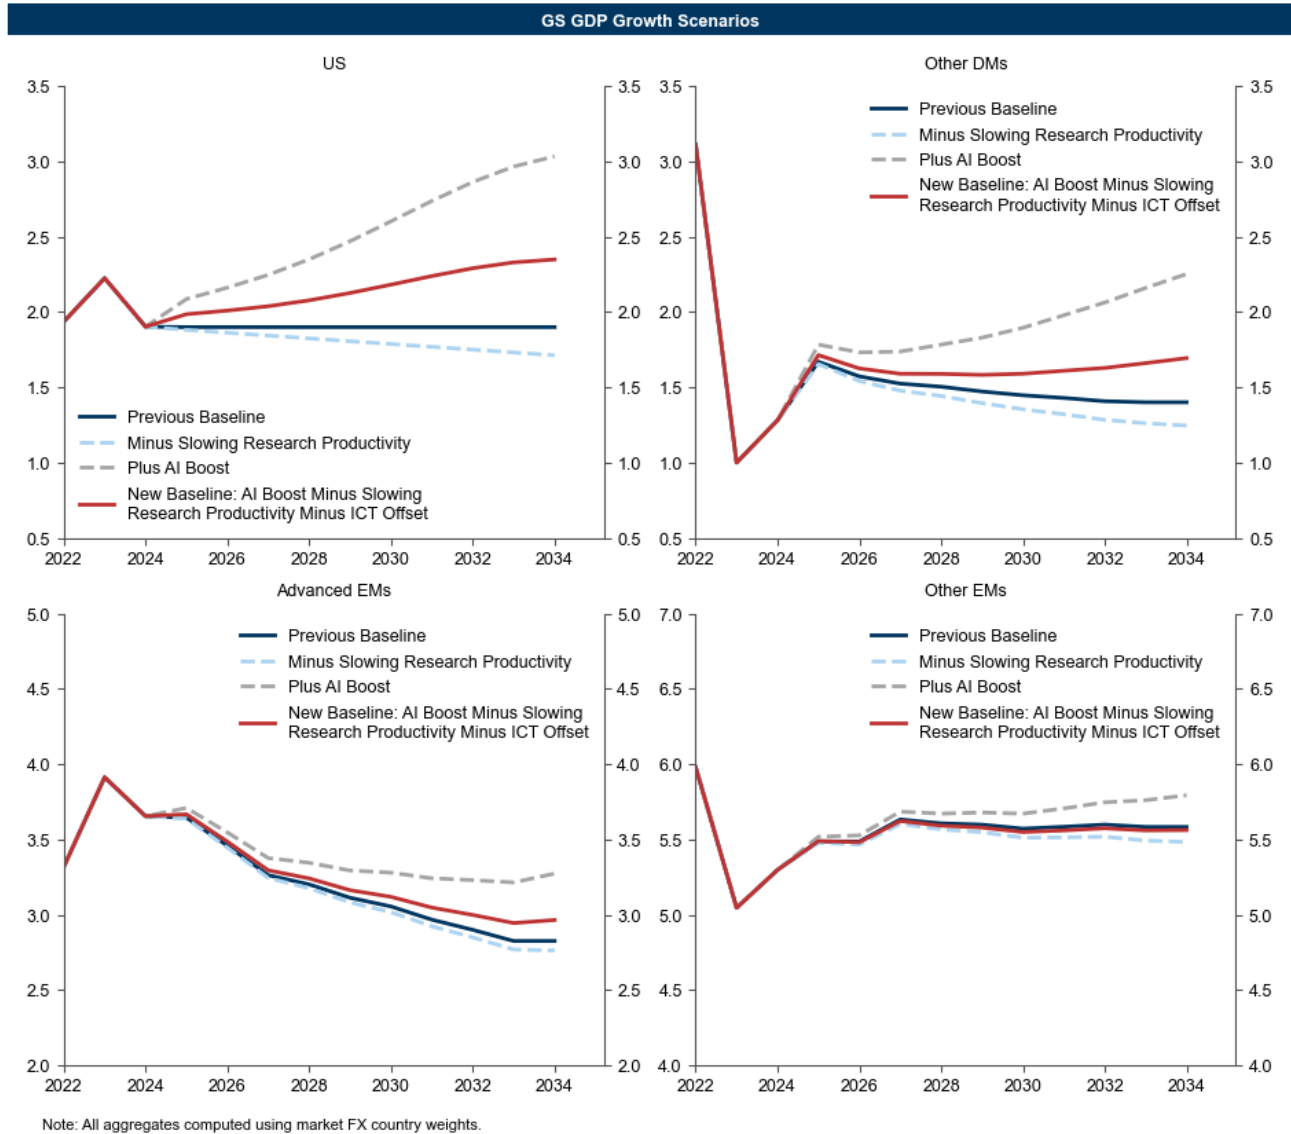 GS GDP Growth Scenarios
US
3.5
3.0
2.5
2.0
1.5
1.0
0.5
3.5
3.0
2.5
2.0
1.5
1.0
0.5
Previous Baseline
Minus Slowing Research Productivity
Plus AI Boost
New Baseline: AI Boost Minus Slowing
Research Productivity Minus ICT Offset
2022 2024 2026 2028 2030 2032 2034
Other DMs
3.5
3.0
2.5
2.0
1.5
1.0
0.5
3.5
3.0
2.5
2.0
1.5
1.0
0.5
Previous Baseline
Minus Slowing Research Productivity
Plus AI Boost
New Baseline: AI Boost Minus Slowing
Research Productivity Minus ICT Offset
2022 2024 2026 2028 2030 2032 2034
Advanced EMs
5.0
4.5
4.0
3.5
3.0
2.5
2.0
5.0
4.5
4.0
3.5
3.0
2.5
2.0
Previous Baseline
Minus Slowing Research Productivity
Plus AI Boost
New Baseline: AI Boost Minus Slowing
Research Productivity Minus ICT Offset
2022 2024 2026 2028 2030 2032 2034
Other EMs
7.0
6.5
6.0
5.5
5.0
4.5
4.0
7.0
6.5
6.0
5.5
5.0
4.5
4.0
Previous Baseline
Minus Slowing Research Productivity
Plus AI Boost
New Baseline: AI Boost Minus Slowing
Research Productivity Minus ICT Offset
2022 2024 2026 2028 2030 2032 2034
Note: All aggregates computed using market FX country weights.